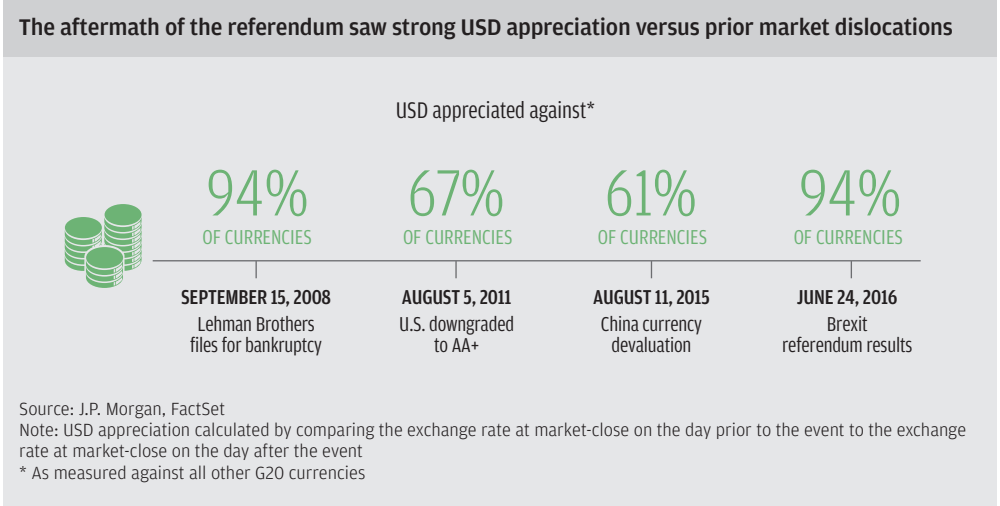 The aftermath of the referendum saw strong USD appreciation versus prior market dislocations
USD appreciated against*
94%
OF CURRENCIES
SEPTEMBER 15, 2008
Lehman Brothers
files for bankruptcy
67%
OF CURRENCIES
AUGUST 5, 2011
U.S. downgraded
to AA+
61%
OF CURRENCIES
AUGUST 11, 2015
China currency
devaluation
94%
OF CURRENCIES
JUNE 24, 2016
Brexit
referendum results
Source: J.P. Morgan, FactSet
Note: USD appreciation calculated by comparing the exchange rate at market-close on the day prior to the event to the exchange
rate at market-close on the day after the event
* As measured against all other G20 currencies